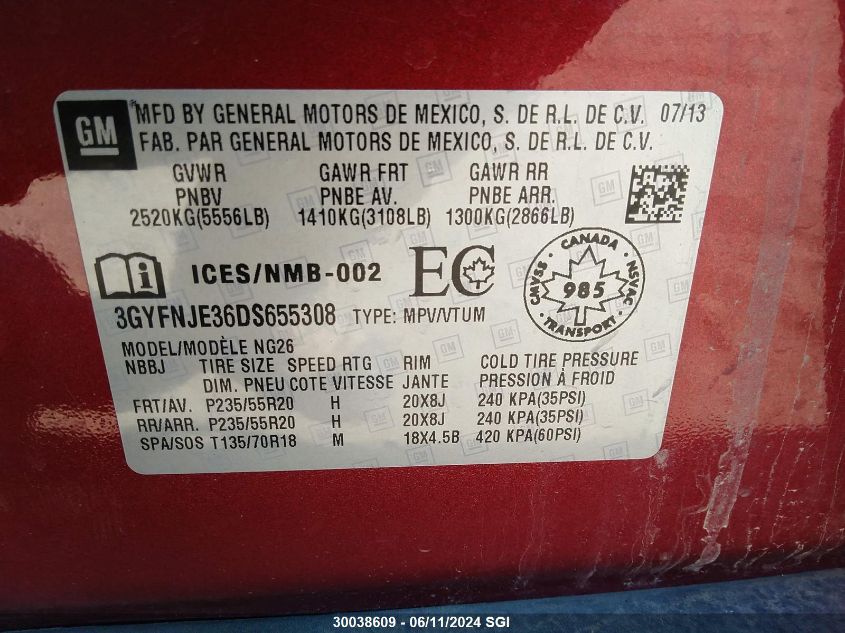 GM MFD BY GENERAL MOTORS DE MEXICO, S. DE R.L. DE C.V. 07/13
FAB. PAR GENERAL MOTORS DE MEXICO, S. DE R.L. DE C.V.
GVWR GAWR FRT GAWR RR
PNBV PNBE AV. PNBE ARR.
2520KG(5556LB) 1410KG(3108LB) 1300KG(2866LB)
ICES/NMB-002 EC
CANADA
CMVSS 985 NSVAC
TRANSPORT
3GYFNJE36DS655308 TYPE: MPV/VTUM
MODEL/MODÈLE NG26
NBBJ TIRE SIZE SPEED RTG RIM COLD TIRE PRESSURE
DIM. PNEU COTE VITESSE JANTE PRESSION À FROID
FRT/AV. P235/55R20 H 20X8J 240 KPA(35PSI)
RR/ARR. P235/55R20 H 20X8J 240 KPA(35PSI)
SPA/SOS T135/70R18 M 18X4.5B 420 KPA(60PSI)
30038609 - 06/11/2024 SGI